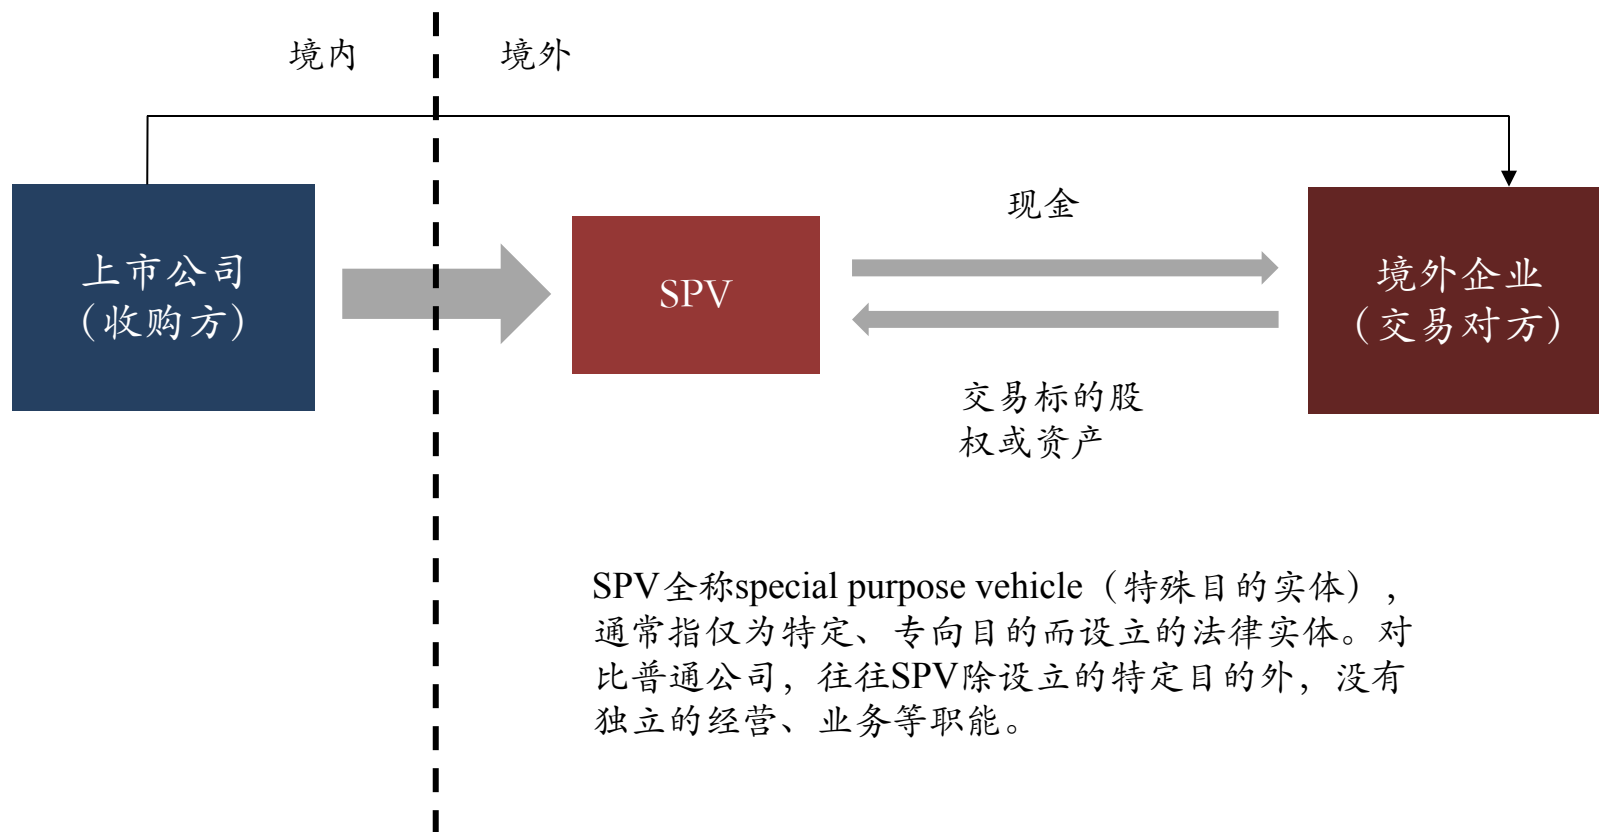 境内
境外
上市公司
（收购方）
SPV
现金
境外企业
（交易对方）
交易标的股
权或资产
SPV全称special purpose vehicle（特殊目的实体），
通常指仅为特定、专向目的而设立的法律实体。对
比普通公司，往往SPV除设立的特定目的外，没有
独立的经营、业务等职能。